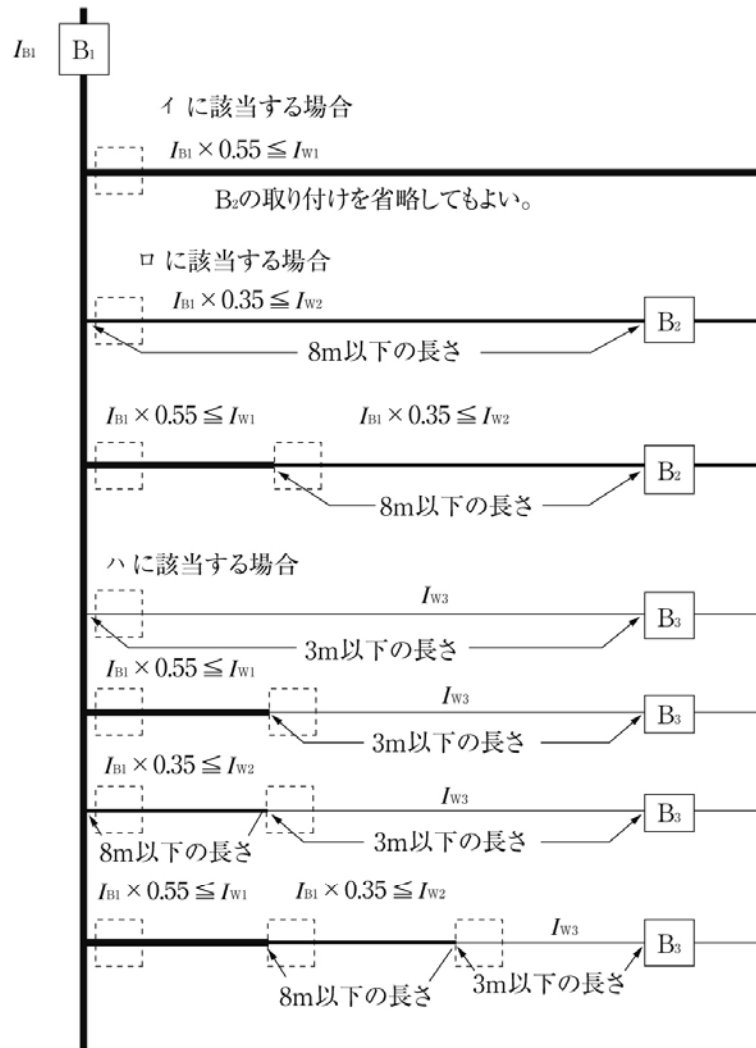 IB1 B1
イ に該当する場合
IB1 × 0.55 ≦ IW1
B2の取り付けを省略してもよい。
ロ に該当する場合
IB1 × 0.35 ≦ IW2
B2
8m以下の長さ
IB1 × 0.55 ≦ IW1 IB1 × 0.35 ≦ IW2
B2
8m以下の長さ
ハ に該当する場合
IW3
B3
3m以下の長さ
IB1 × 0.55 ≦ IW1
IW3
B3
3m以下の長さ
IB1 × 0.35 ≦ IW2
IW3
B3
8m以下の長さ 3m以下の長さ
IB1 × 0.55 ≦ IW1 IB1 × 0.35 ≦ IW2
IW3
B3
8m以下の長さ 3m以下の長さ